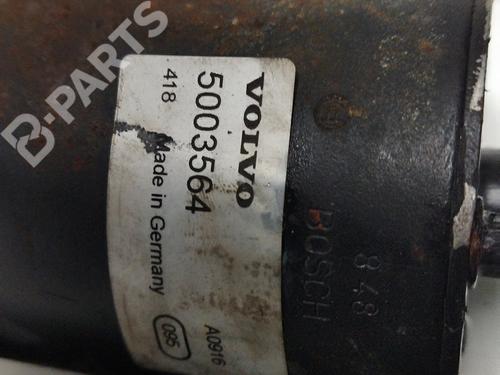 VOLVO
5003564
418
Made in Germany
095
A0916
BOSCH
848
B-PARTS